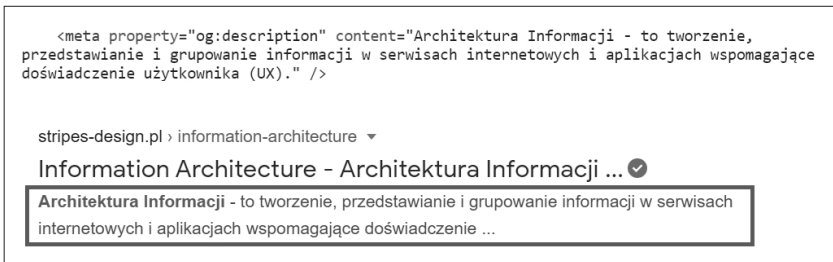 <meta property="og:description" content="Architektura Informacji - to tworzenie,
przedstawianie i grupowanie informacji w serwisach internetowych i aplikacjach wspomagające
doświadczenie użytkownika (UX)." />
stripes-design.pl › information-architecture
Information Architecture - Architektura Informacji ...
Architektura Informacji - to tworzenie, przedstawianie i grupowanie informacji w serwisach
internetowych i aplikacjach wspomagające doświadczenie ...